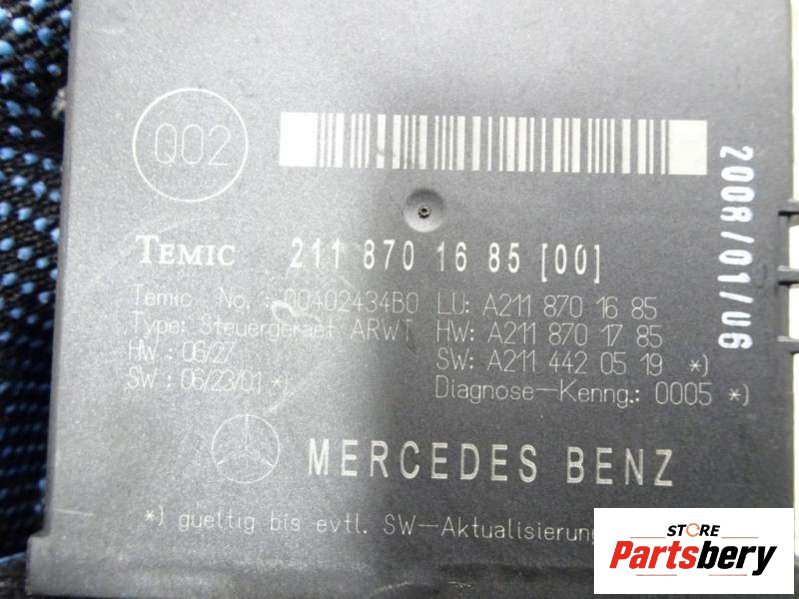 Q02
TEMIC 211 870 16 85 [00]
Temic No.: 00402434B0 LU: A211 870 16 85
Type: Steuergeraet ARWT HW: A211 870 17 85
HW : 06/27 SW: A211 442 05 19 *)
SW : 06/23/01 *) Diagnose-Kenng.: 0005 *)
MERCEDES BENZ
*) gueltig bis evtl. SW-Aktualisierung
2008/01/06
STORE
Partsbery